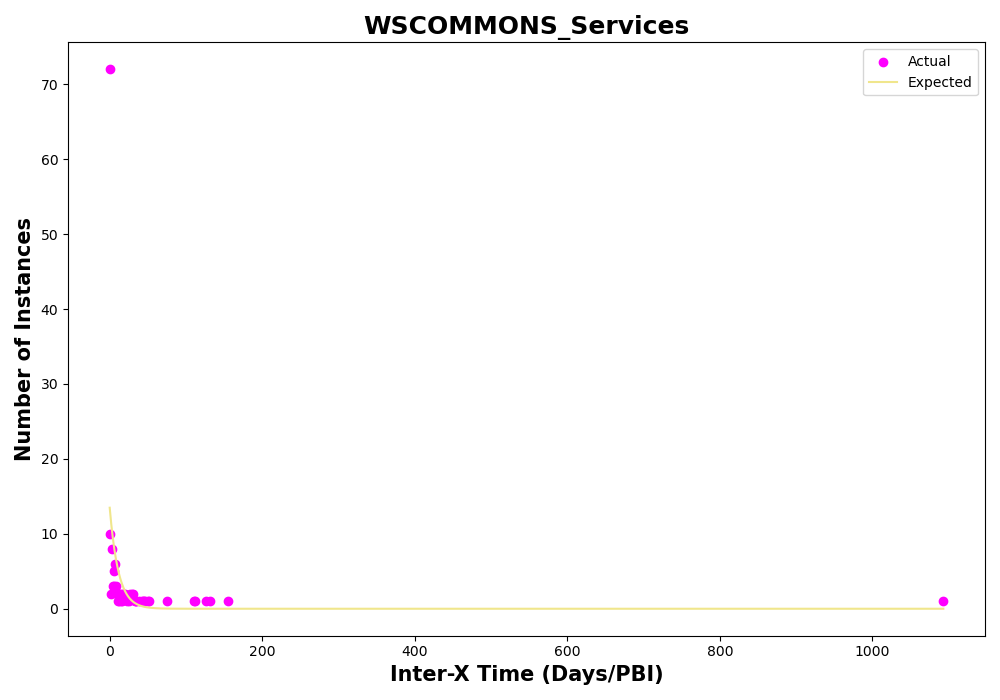 WSCOMMONS_Services
Actual
Expected
70
60
50
40
30
20
10
0
Number of Instances
0 200 400 600 800 1000
Inter-X Time (Days/PBI)